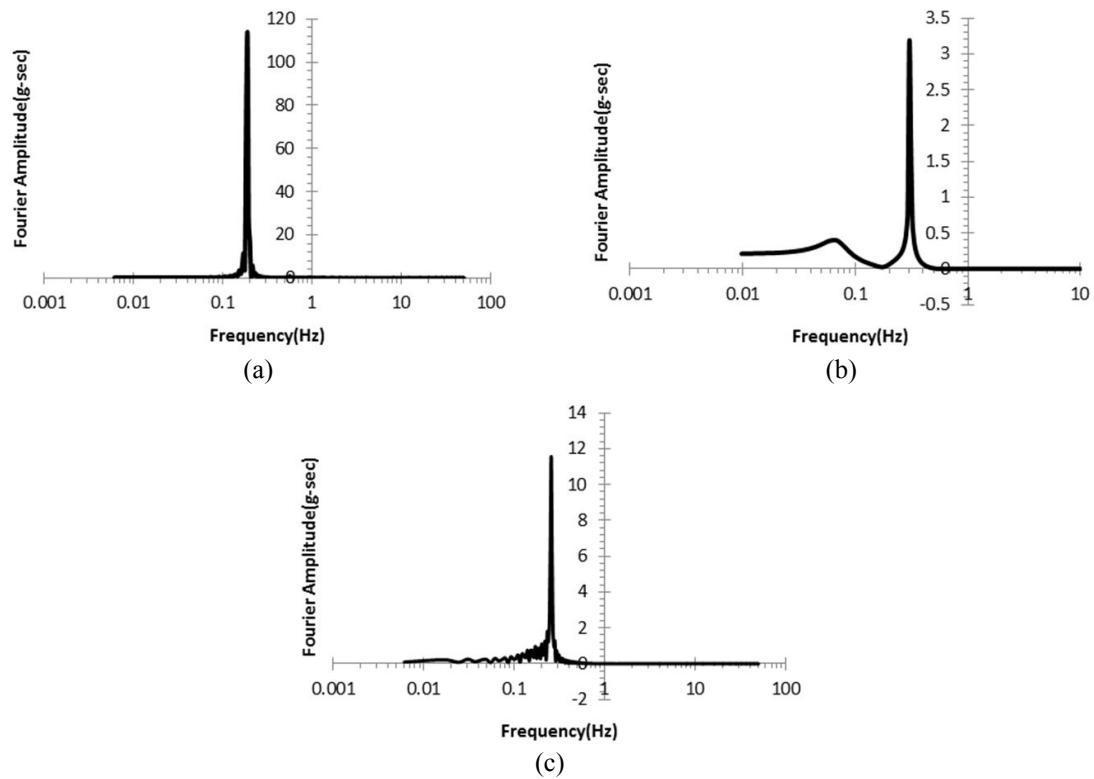 120
100
80
60
40
20
0
0.001 0.01 0.1 1 10 100
Fourier Amplitude(g-sec)
Frequency(Hz)
(a)
3.5
3
2.5
2
1.5
1
0.5
0
-0.5
0.001 0.01 0.1 1 10
Fourier Amplitude(g-sec)
Frequency(Hz)
(b)
14
12
10
8
6
4
2
0
-2
0.001 0.01 0.1 1 10 100
Fourier Amplitude(g-sec)
Frequency(Hz)
(c)